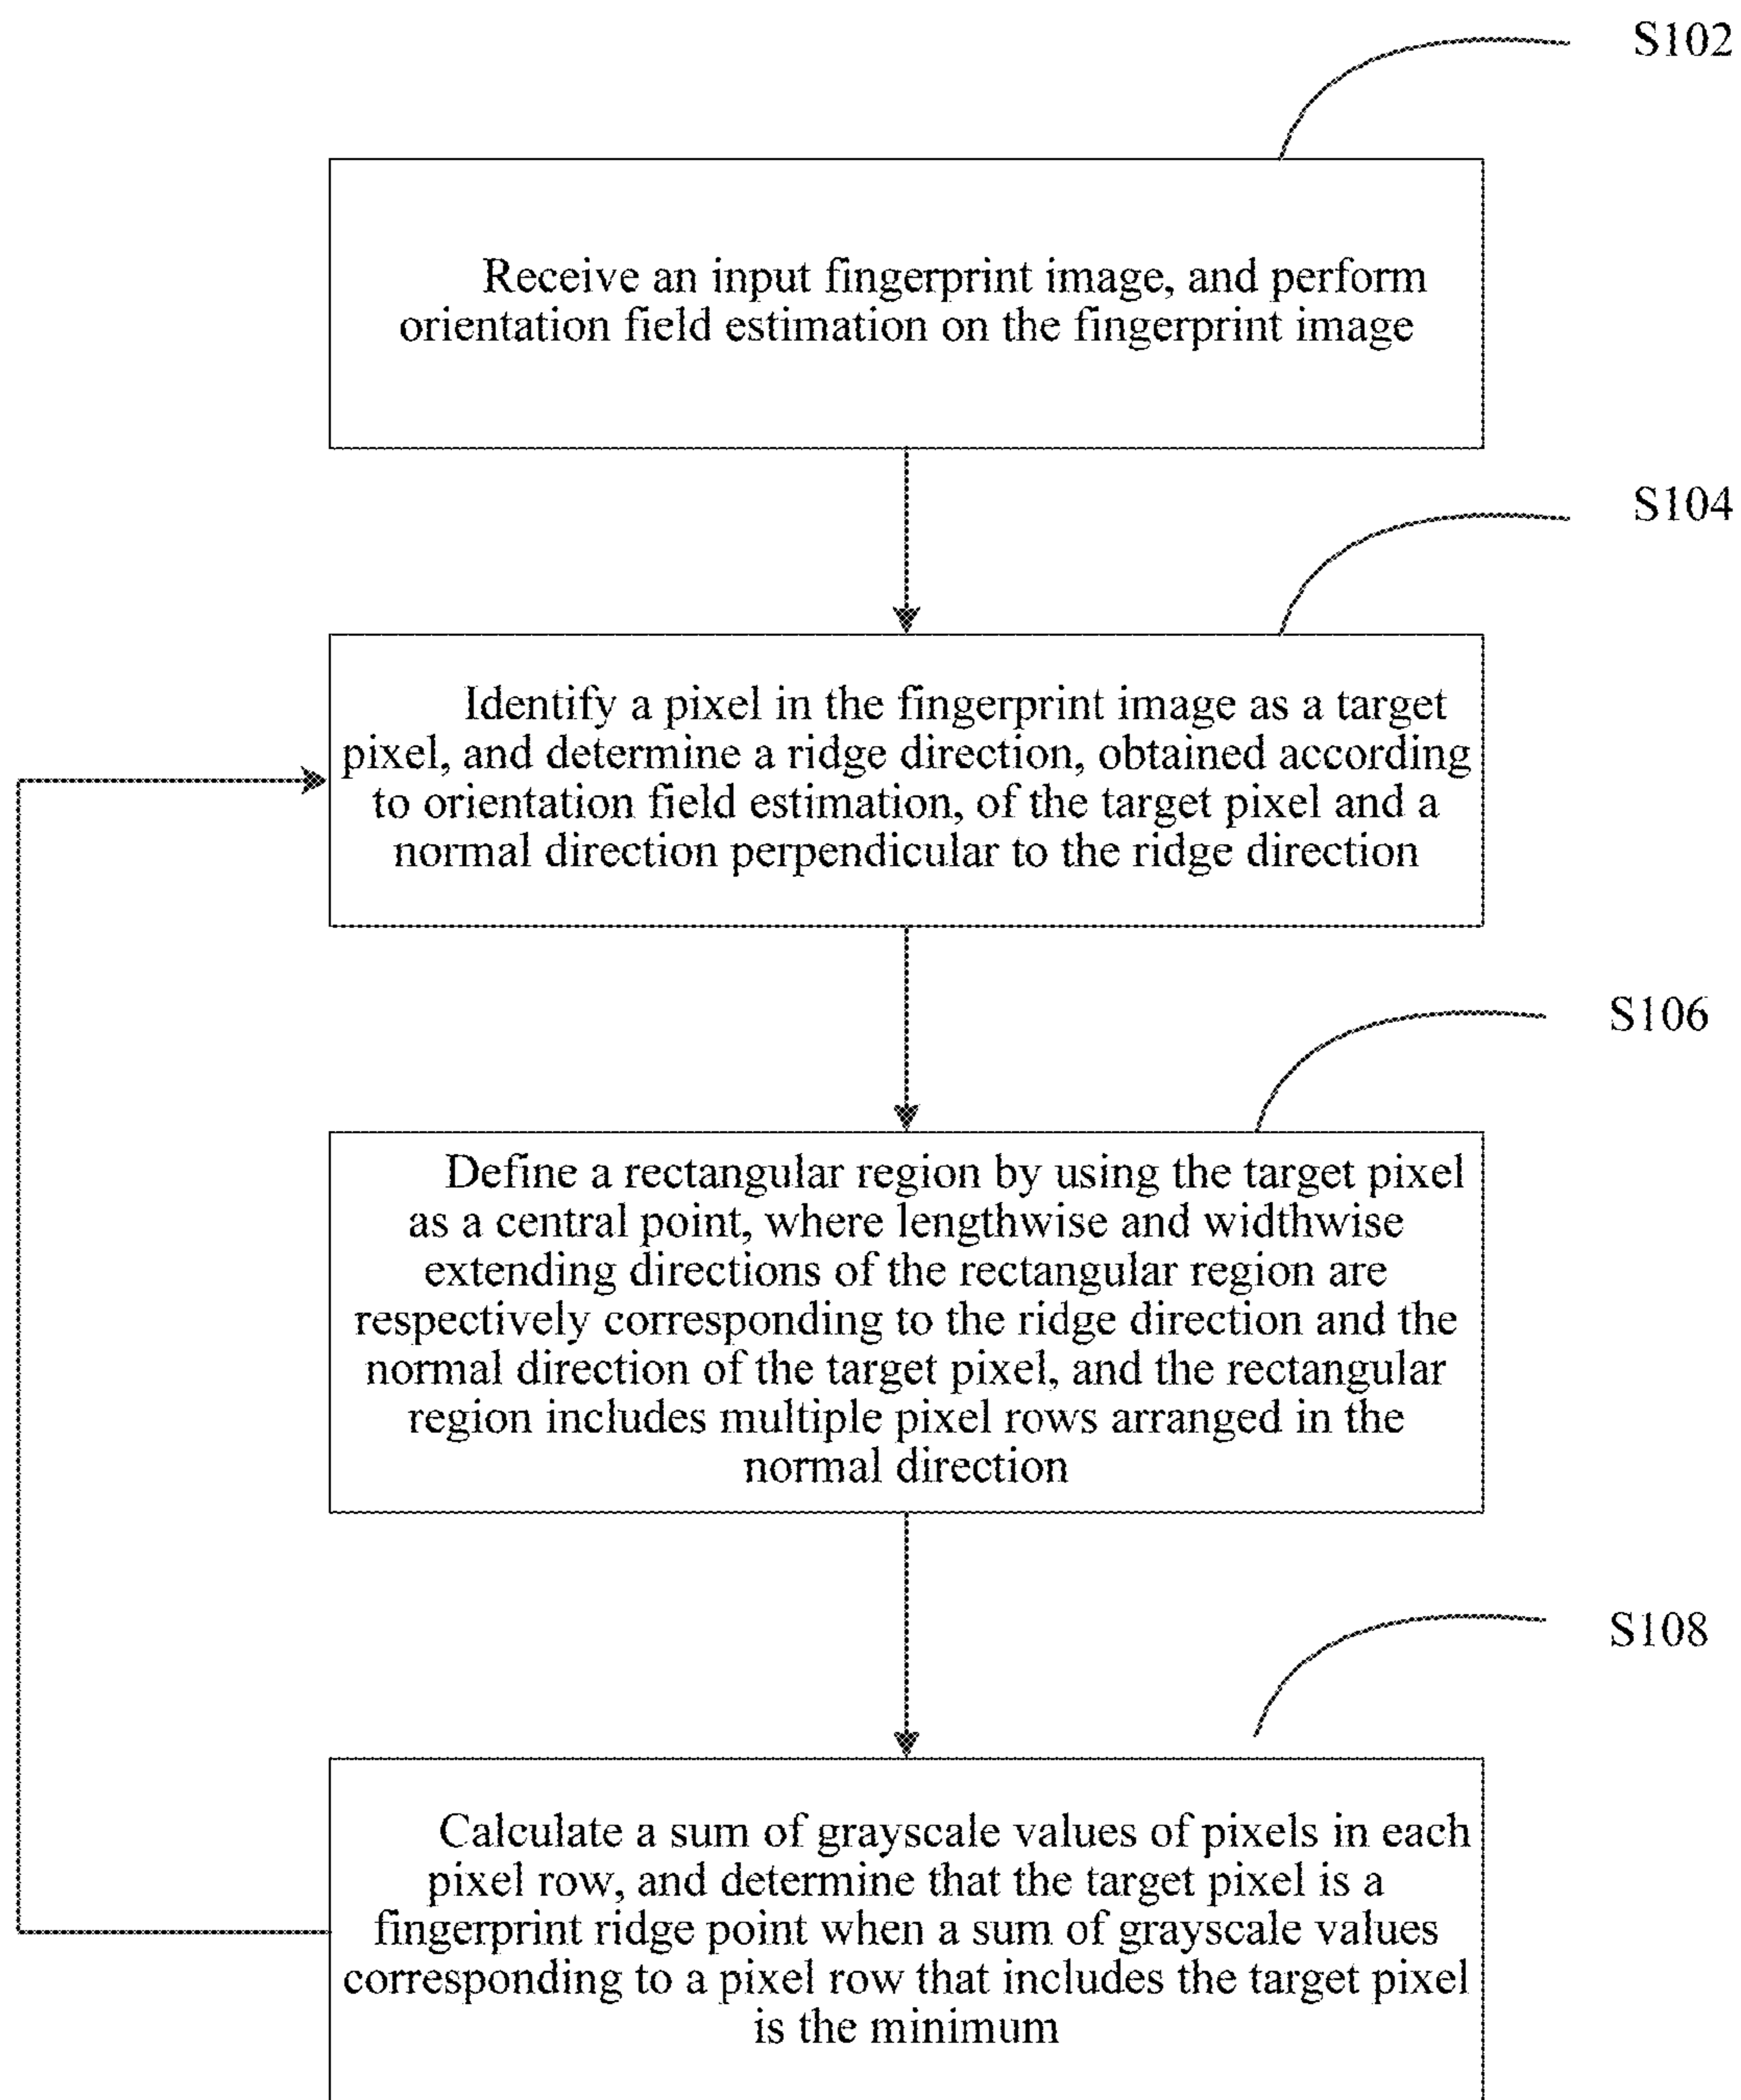 S102
Receive an input fingerprint image, and perform
orientation field estimation on the fingerprint image
S104
Identify a pixel in the fingerprint image as a target
pixel, and determine a ridge direction, obtained according
to orientation field estimation, of the target pixel and a
normal direction perpendicular to the ridge direction
S106
Define a rectangular region by using the target pixel
as a central point, where lengthwise and widthwise
extending directions of the rectangular region are
respectively corresponding to the ridge direction and the
normal direction of the target pixel, and the rectangular
region includes multiple pixel rows arranged in the
normal direction
S108
Calculate a sum of grayscale values of pixels in each
pixel row, and determine that the target pixel is a
fingerprint ridge point when a sum of grayscale values
corresponding to a pixel row that includes the target pixel
is the minimum